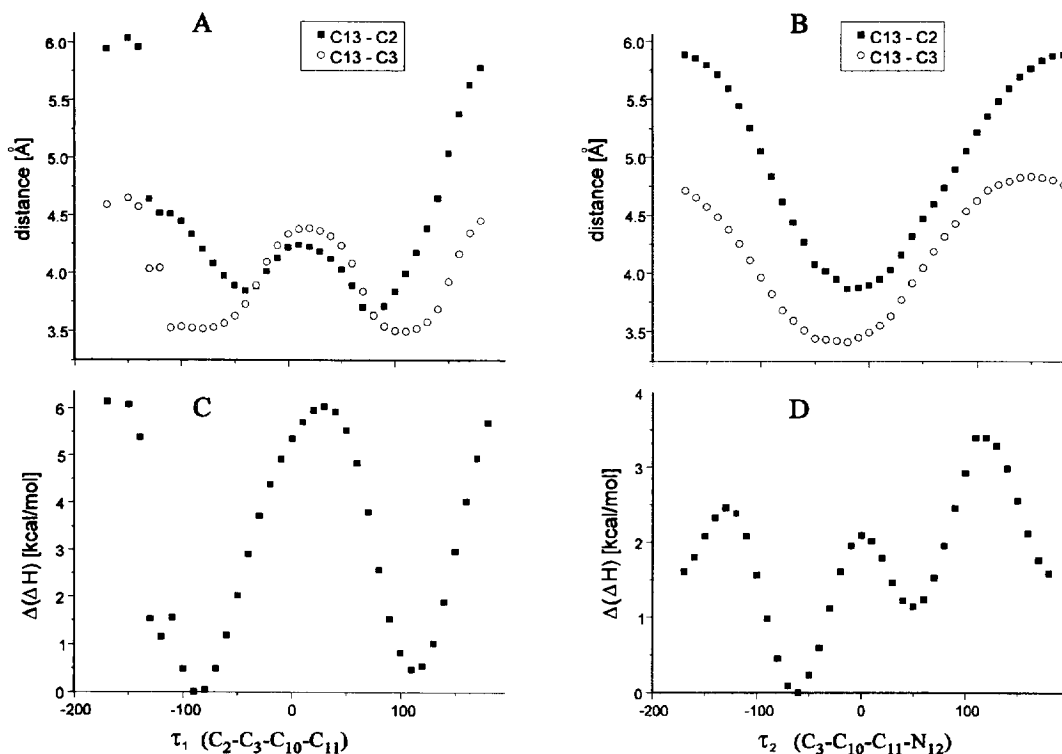 A
■ C13 - C2
○ C13 - C3
distance [Å]
6.0
5.5
5.0
4.5
4.0
3.5
B
■ C13 - C2
○ C13 - C3
distance [Å]
6.0
5.5
5.0
4.5
4.0
3.5
C
Δ(ΔH) [kcal/mol]
6
5
4
3
2
1
0
-200
-100
0
100
τ₁ (C₂-C₃-C₁₀-C₁₁)
D
Δ(ΔH) [kcal/mol]
4
3
2
1
0
-200
-100
0
100
τ₂ (C₃-C₁₀-C₁₁-N₁₂)